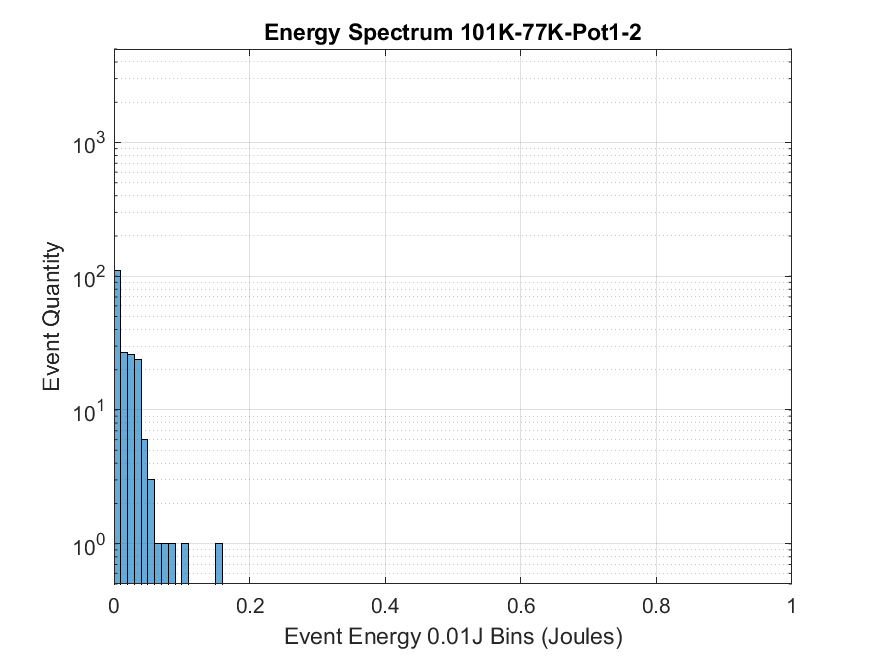 Energy Spectrum 101K-77K-Pot1-2
10^3
10^2
10^1
10^0
Event Quantity
0 0.2 0.4 0.6 0.8 1
Event Energy 0.01J Bins (Joules)